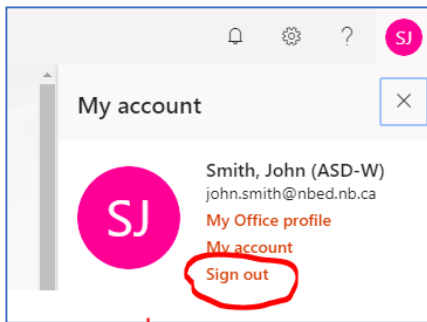 ? SJ
My account
SJ
Smith, John (ASD-W)
john.smith@nbed.nb.ca
My Office profile
My account
Sign out